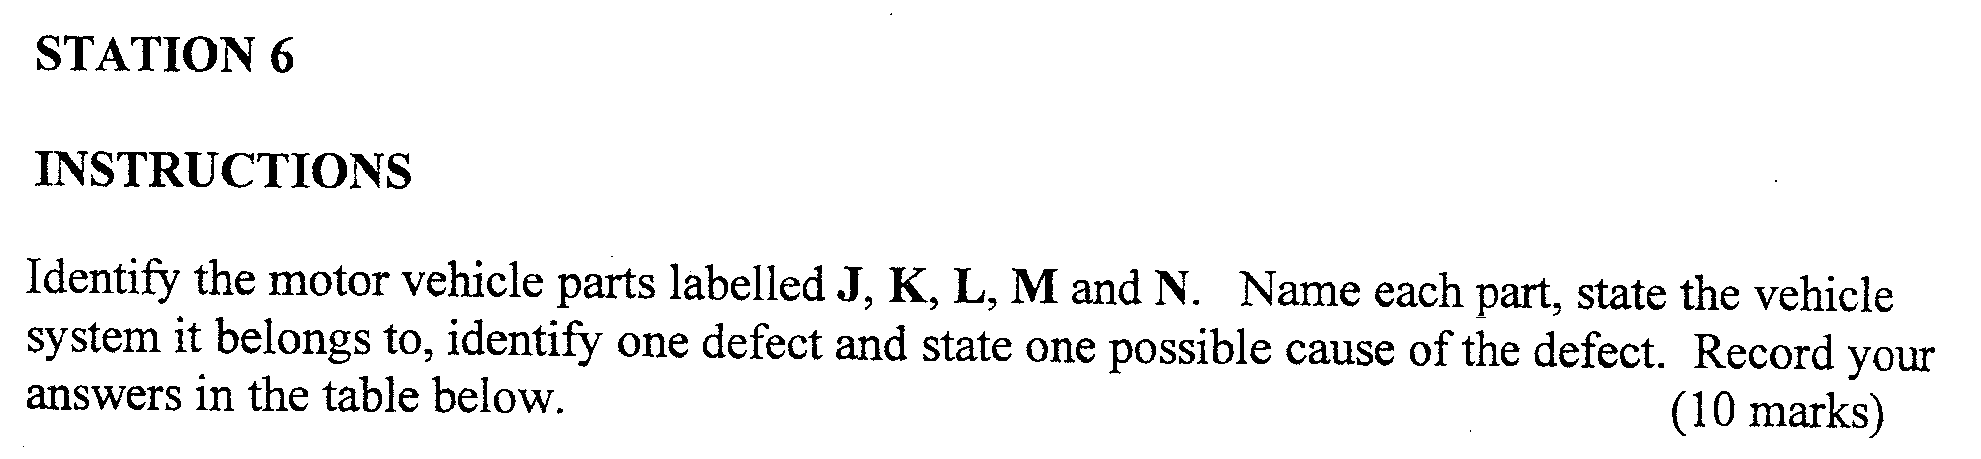 STATION 6
INSTRUCTIONS
Identify the motor vehicle parts labelled J, K, L, M and N. Name each part, state the vehicle
system it belongs to, identify one defect and state one possible cause of the defect. Record your
answers in the table below. (10 marks)